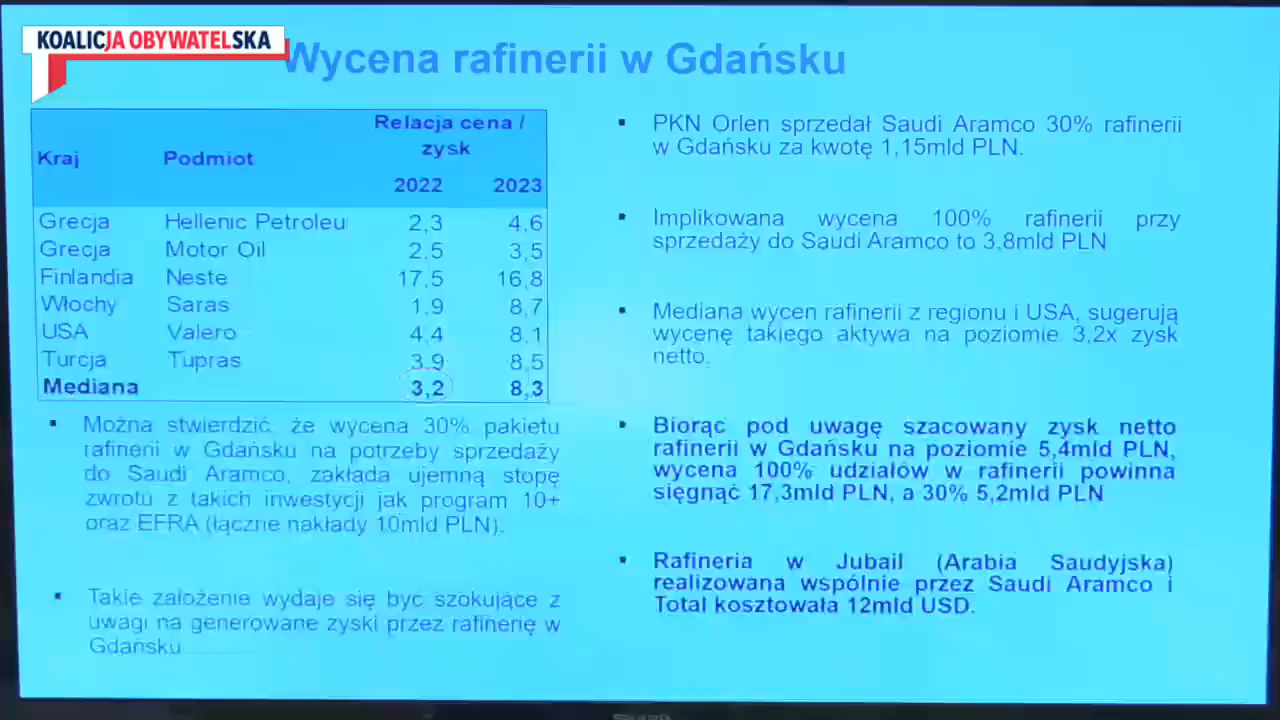 KOALICJA OBYWATELSKA
Wycena rafinerii w Gdańsku
Kraj Podmiot Relacja cena / zysk
2022 2023
Grecja Hellenic Petroleu 2,3 4,6
Grecja Motor Oil 2,5 3,5
Finlandia Neste 17,5 16,8
Włochy Saras 1,9 8,7
USA Valero 4,4 8,1
Turcja Tupras 3,9 8,5
Mediana 3,2 8,3
▪ Można stwierdzić, że wycena 30% pakietu
rafinerii w Gdańsku na potrzeby sprzedaży
do Saudi Aramco, zakłada ujemną stopę
zwrotu z takich inwestycji jak program 10+
oraz EFRA (łączne nakłady 10mld PLN).
▪ Takie założenie wydaje się być szokujące z
uwagi na generowane zyski przez rafinerię w
Gdańsku
▪ PKN Orlen sprzedał Saudi Aramco 30% rafinerii
w Gdańsku za kwotę 1,15mld PLN.
▪ Implikowana wycena 100% rafinerii przy
sprzedaży do Saudi Aramco to 3,8mld PLN
▪ Mediana wycen rafinerii z regionu i USA, sugerują
wycenę takiego aktywa na poziomie 3,2x zysk
netto.
▪ Biorąc pod uwagę szacowany zysk netto
rafinerii w Gdańsku na poziomie 5,4mld PLN,
wycena 100% udziałów w rafinerii powinna
sięgnąć 17,3mld PLN, a 30% 5,2mld PLN
▪ Rafineria w Jubail (Arabia Saudyjska)
realizowana wspólnie przez Saudi Aramco i
Total kosztowała 12mld USD.